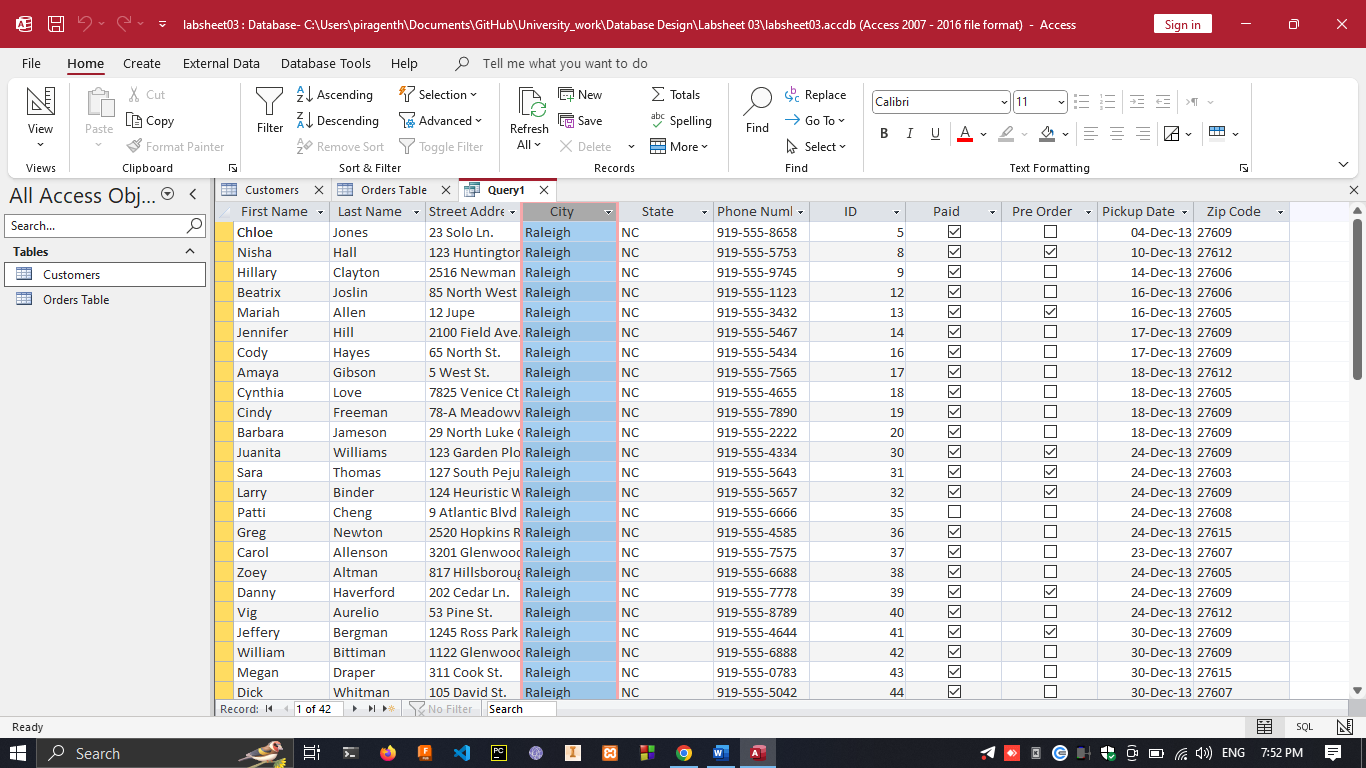 labsheet03 : Database- C:\Users\piragenth\Documents\GitHub\University_work\Database Design\Labsheet 03\labsheet03.accdb (Access 2007 - 2016 file format) - Access
Sign in
File Home Create External Data Database Tools Help Tell me what you want to do
View
Views
Paste
Cut
Copy
Format Painter
Clipboard
Filter
Ascending
Descending
Remove Sort
Selection
Advanced
Toggle Filter
Sort & Filter
Refresh All
New
Save
Delete
Totals
Spelling
More
Records
Find
Replace
Go To
Select
Find
Calibri 11
B I U A
Text Formatting
All Access Obj...
Search...
Tables
Customers
Orders Table
Customers Orders Table Query1
First Name Last Name Street Addre City State Phone Numl ID Paid Pre Order Pickup Date Zip Code
Chloe Jones 23 Solo Ln. Raleigh NC 919-555-8658 5 04-Dec-13 27609
Nisha Hall 123 Huntington Raleigh NC 919-555-5753 8 10-Dec-13 27612
Hillary Clayton 2516 Newman Raleigh NC 919-555-9745 9 14-Dec-13 27606
Beatrix Joslin 85 North West Raleigh NC 919-555-1123 12 16-Dec-13 27606
Mariah Allen 12 Jupe Raleigh NC 919-555-3432 13 16-Dec-13 27605
Jennifer Hill 2100 Field Ave. Raleigh NC 919-555-5467 14 17-Dec-13 27609
Cody Hayes 65 North St. Raleigh NC 919-555-5434 16 17-Dec-13 27609
Amaya Gibson 5 West St. Raleigh NC 919-555-7565 17 18-Dec-13 27612
Cynthia Love 7825 Venice Ct Raleigh NC 919-555-4655 18 18-Dec-13 27605
Cindy Freeman 78-A Meadowv Raleigh NC 919-555-7890 19 18-Dec-13 27609
Barbara Jameson 29 North Luke C Raleigh NC 919-555-2222 20 18-Dec-13 27609
Juanita Williams 123 Garden Plo Raleigh NC 919-555-4334 30 24-Dec-13 27609
Sara Thomas 127 South Peju Raleigh NC 919-555-5643 31 24-Dec-13 27603
Larry Binder 124 Heuristic W Raleigh NC 919-555-5657 32 24-Dec-13 27609
Patti Cheng 9 Atlantic Blvd Raleigh NC 919-555-6666 35 24-Dec-13 27608
Greg Newton 2520 Hopkins R Raleigh NC 919-555-4585 36 24-Dec-13 27615
Carol Allenson 3201 Glenwood Raleigh NC 919-555-7575 37 23-Dec-13 27607
Zoey Altman 817 Hillsboroug Raleigh NC 919-555-6688 38 24-Dec-13 27605
Danny Haverford 202 Cedar Ln. Raleigh NC 919-555-7778 39 24-Dec-13 27609
Vig Aurelio 53 Pine St. Raleigh NC 919-555-8789 40 24-Dec-13 27612
Jeffery Bergman 1245 Ross Park Raleigh NC 919-555-4644 41 30-Dec-13 27609
William Bittiman 1122 Glenwood Raleigh NC 919-555-6888 42 30-Dec-13 27609
Megan Draper 311 Cook St. Raleigh NC 919-555-0783 43 30-Dec-13 27615
Dick Whitman 105 David St. Raleigh NC 919-555-5042 44 30-Dec-13 27607
Record: 1 of 42 No Filter Search
Ready SQL
Search ENG 7:52 PM